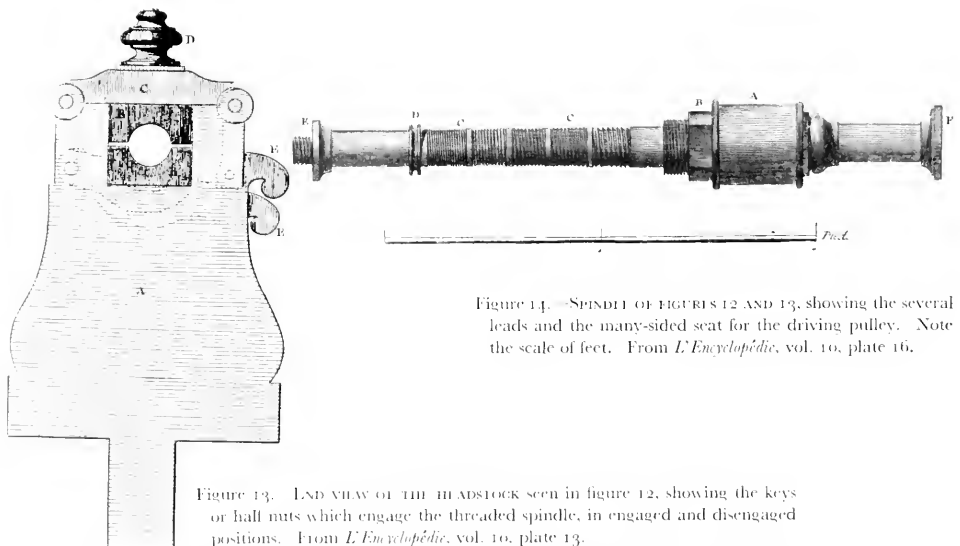 D
C
B
E
E
A
E
D
C
C
B
A
F
Pied.
Figure 14. SPINDLE OF FIGURES 12 AND 13, showing the several
leads and the many-sided seat for the driving pulley. Note
the scale of feet. From L'Encyclopédie, vol. 10, plate 16.
Figure 13. END VIEW OF THE HEADSTOCK seen in figure 12, showing the keys
or half nuts which engage the threaded spindle, in engaged and disengaged
positions. From L'Encyclopédie, vol. 10, plate 13.